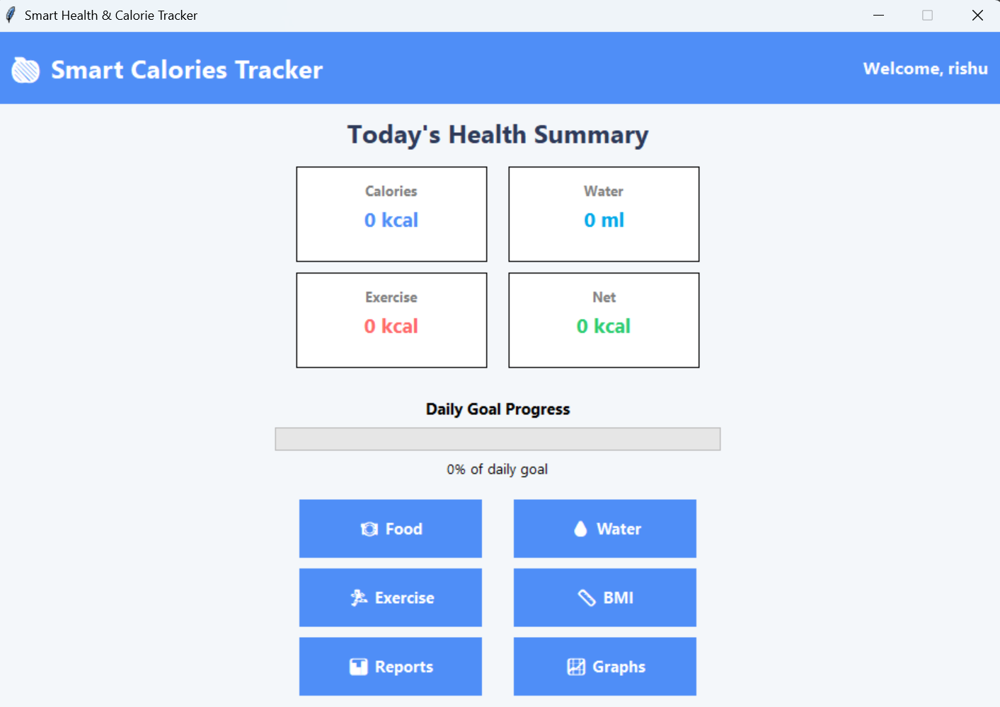 Smart Health & Calorie Tracker
Smart Calories Tracker
Welcome, rishu
Today's Health Summary
Calories
0 kcal
Water
0 ml
Exercise
0 kcal
Net
0 kcal
Daily Goal Progress
0% of daily goal
Food
Water
Exercise
BMI
Reports
Graphs